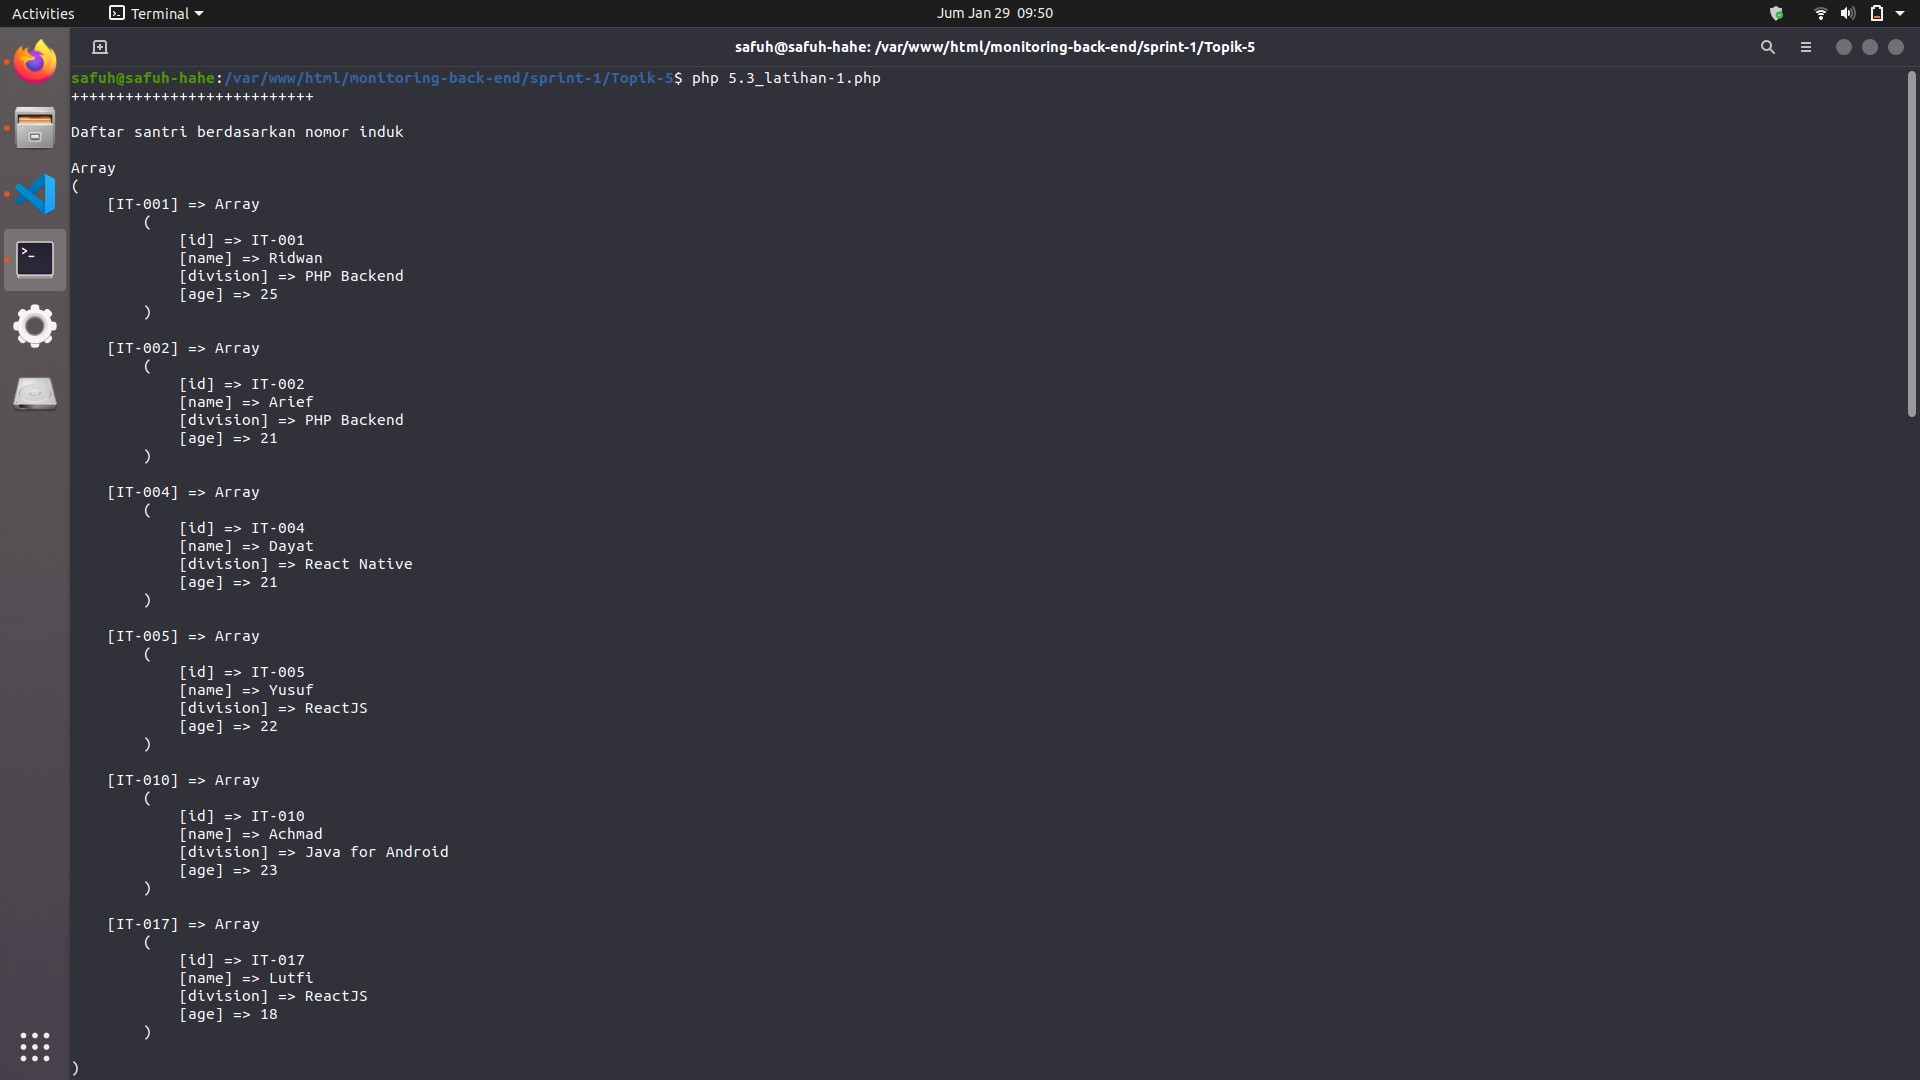 Activities
Terminal
Jum Jan 29 09:50
safuh@safuh-hahe: /var/www/html/monitoring-back-end/sprint-1/Topik-5
safuh@safuh-hahe:/var/www/html/monitoring-back-end/sprint-1/Topik-5$ php 5.3_latihan-1.php
+++++++++++++++++++++++++++
Daftar santri berdasarkan nomor induk
Array
(
    [IT-001] => Array
        (
            [id] => IT-001
            [name] => Ridwan
            [division] => PHP Backend
            [age] => 25
        )
    [IT-002] => Array
        (
            [id] => IT-002
            [name] => Arief
            [division] => PHP Backend
            [age] => 21
        )
    [IT-004] => Array
        (
            [id] => IT-004
            [name] => Dayat
            [division] => React Native
            [age] => 21
        )
    [IT-005] => Array
        (
            [id] => IT-005
            [name] => Yusuf
            [division] => ReactJS
            [age] => 22
        )
    [IT-010] => Array
        (
            [id] => IT-010
            [name] => Achmad
            [division] => Java for Android
            [age] => 23
        )
    [IT-017] => Array
        (
            [id] => IT-017
            [name] => Lutfi
            [division] => ReactJS
            [age] => 18
        )
)